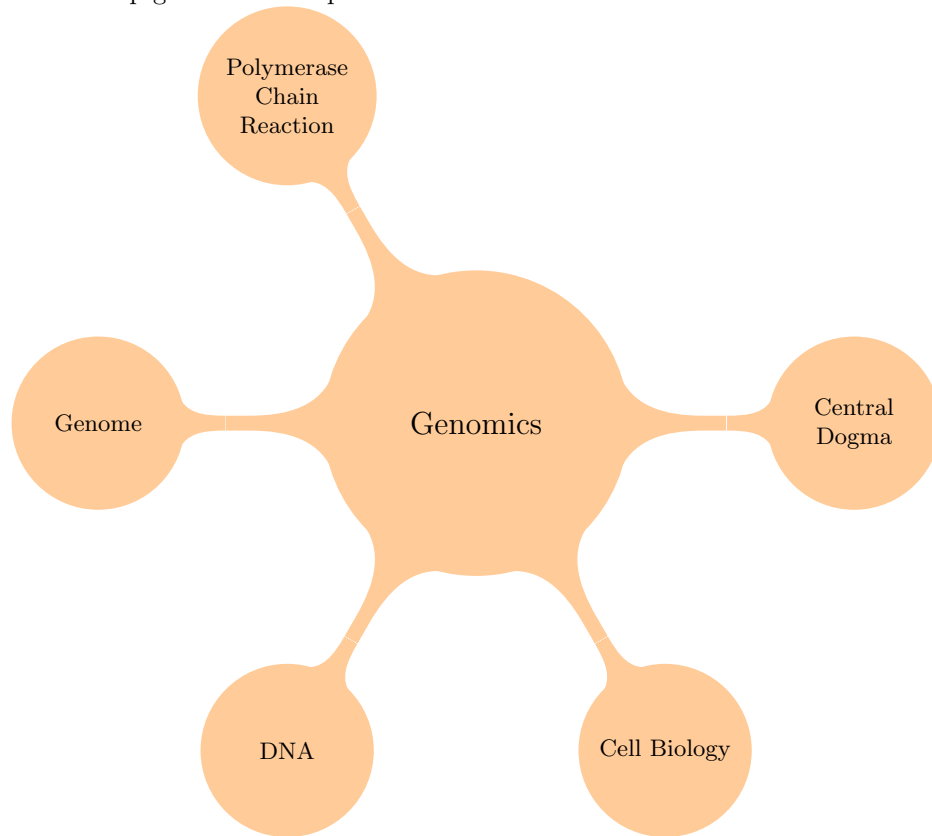 Polymerase
Chain
Reaction
Genome
Genomics
Central
Dogma
DNA
Cell Biology